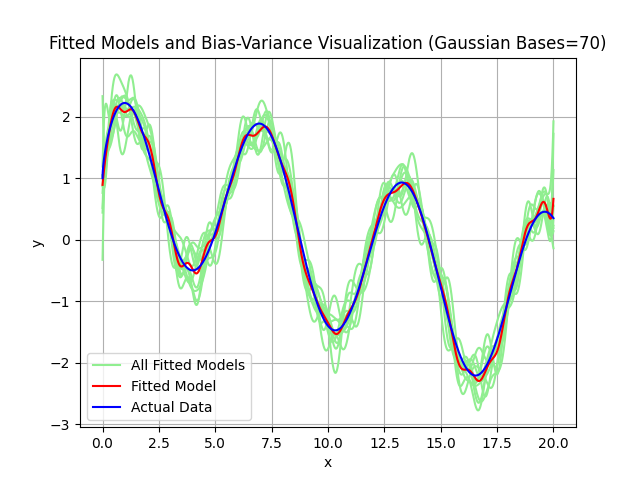 Fitted Models and Bias-Variance Visualization (Gaussian Bases=70)
y
2
1
0
−1
−2
−3
All Fitted Models
Fitted Model
Actual Data
0.0 2.5 5.0 7.5 10.0 12.5 15.0 17.5 20.0
x